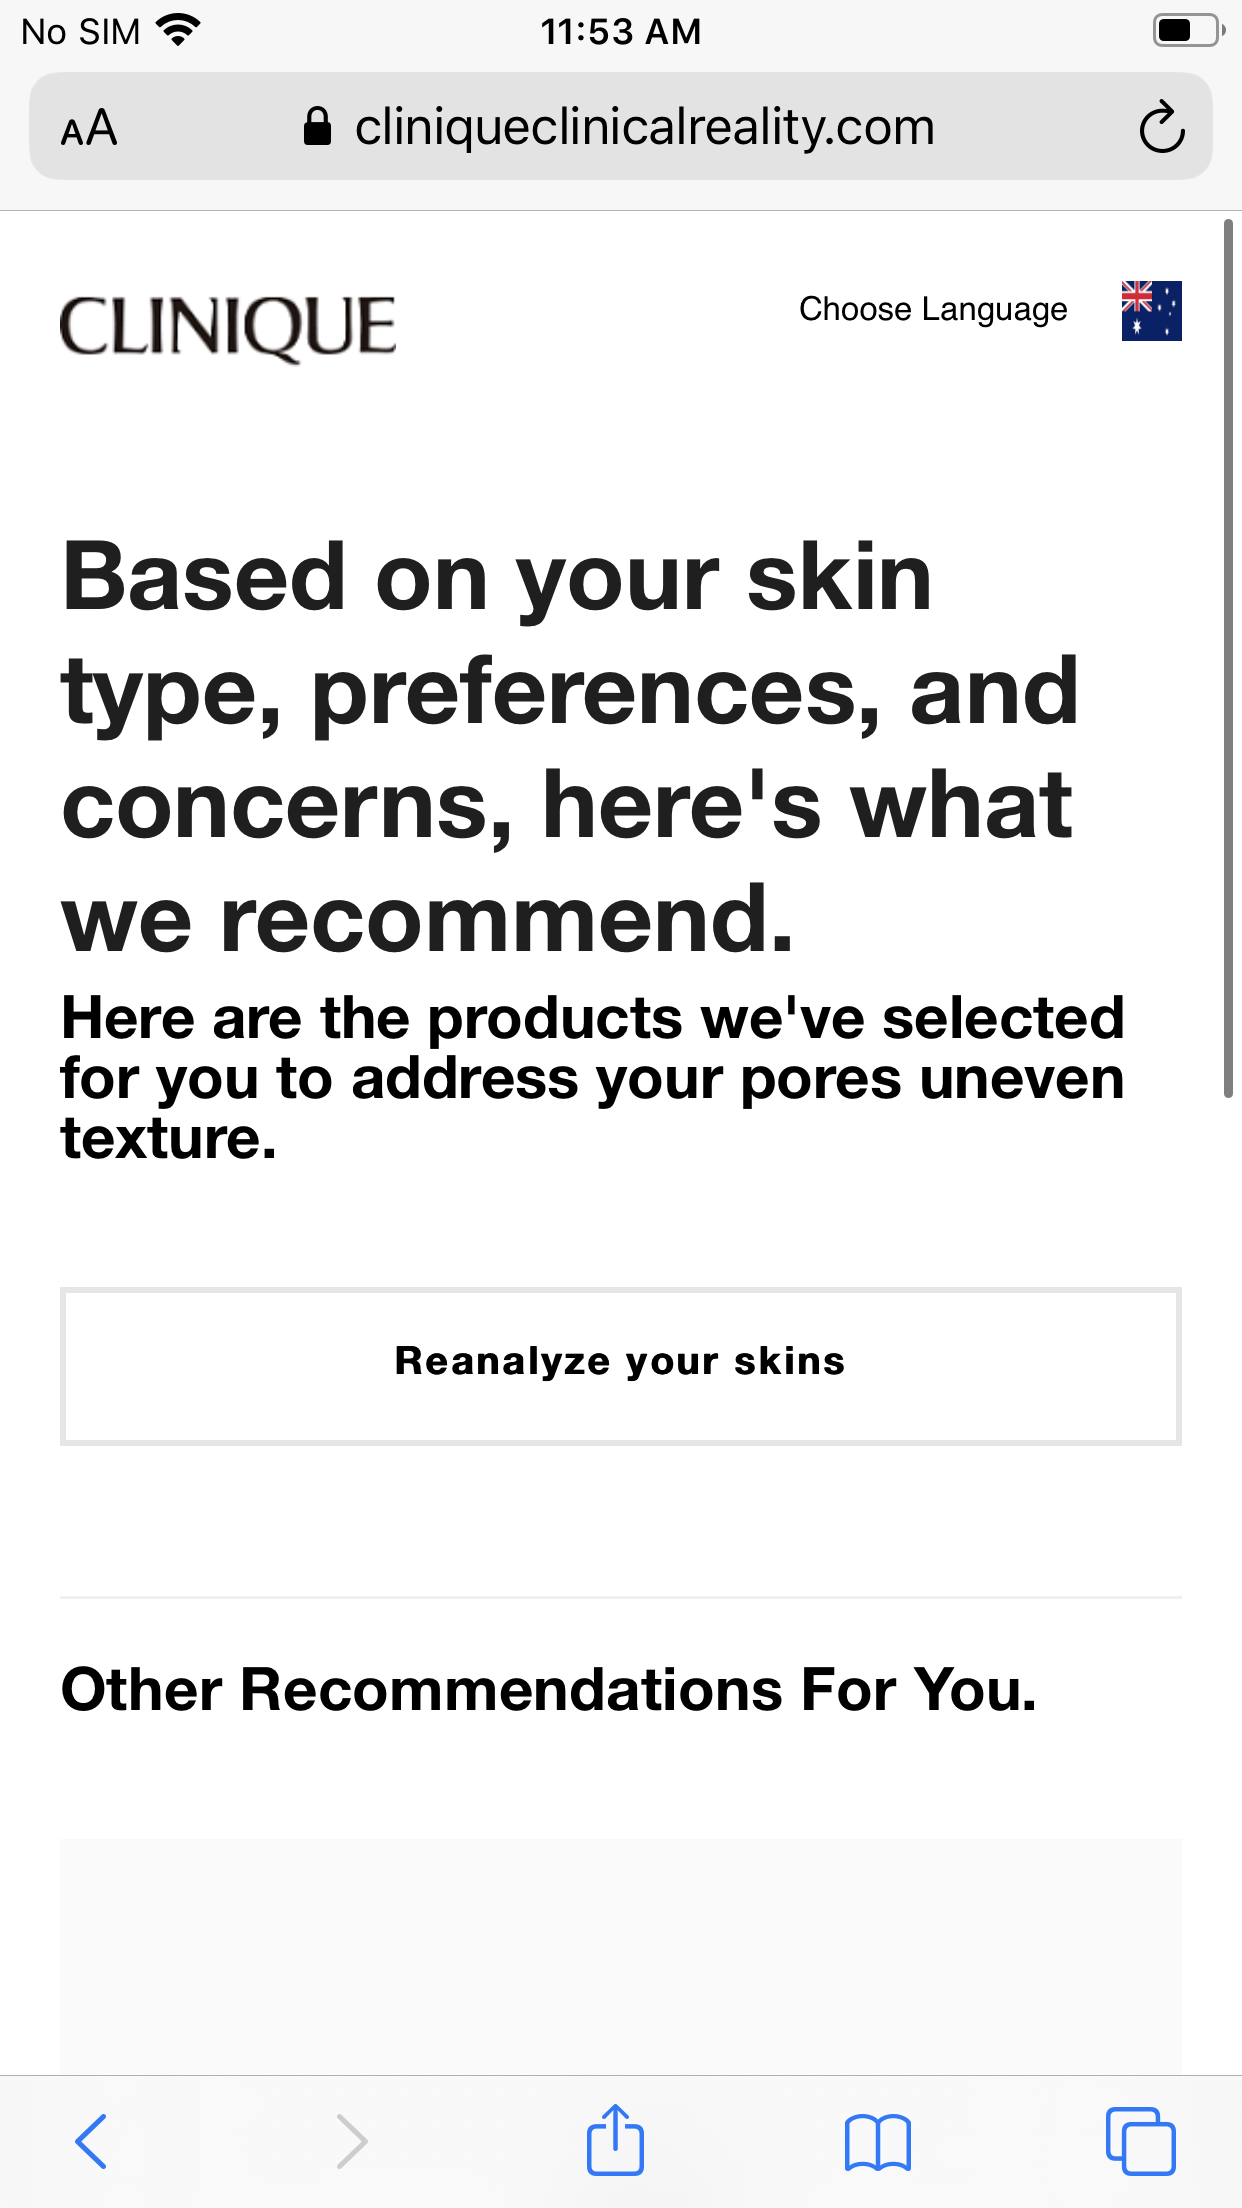 No SIM 11:53 AM
AA cliniqueclinicalreality.com
CLINIQUE Choose Language
Based on your skin
type, preferences, and
concerns, here's what
we recommend.
Here are the products we've selected
for you to address your pores uneven
texture.
Reanalyze your skins
Other Recommendations For You.